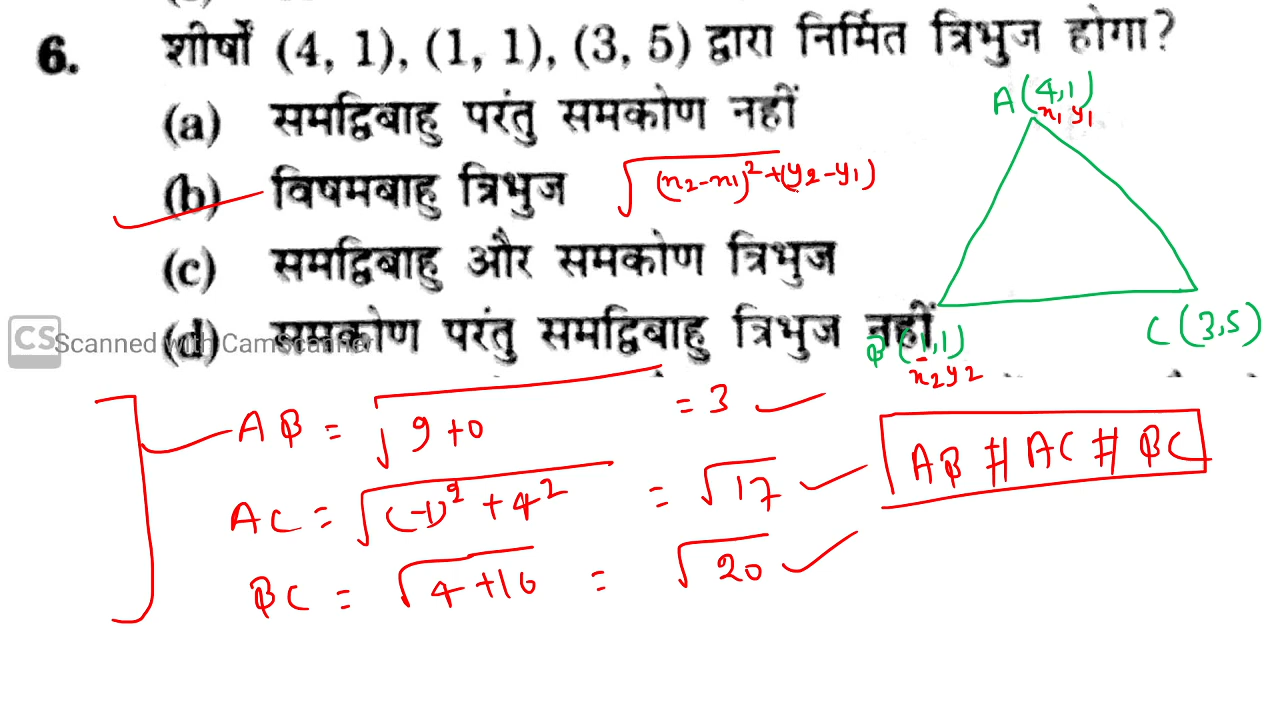 6. शीर्षों (4, 1), (1, 1), (3, 5) द्वारा निर्मित त्रिभुज होगा?
A(4,1)
x₁ y₁
(a) समद्विबाहु परंतु समकोण नहीं
(b) विषमबाहु त्रिभुज
√(x₂-x₁)²+(y₂-y₁)
(c) समद्विबाहु और समकोण त्रिभुज
(d) समकोण परंतु समद्विबाहु त्रिभुज नहीं
CS Scanned with CamScanner
B(1,1)
x₂ y₂
C(3,5)
AB = √9+0 = 3
AC = √(-1)²+4² = √17
BC = √4+16 = √20
AB ≠ AC ≠ BC